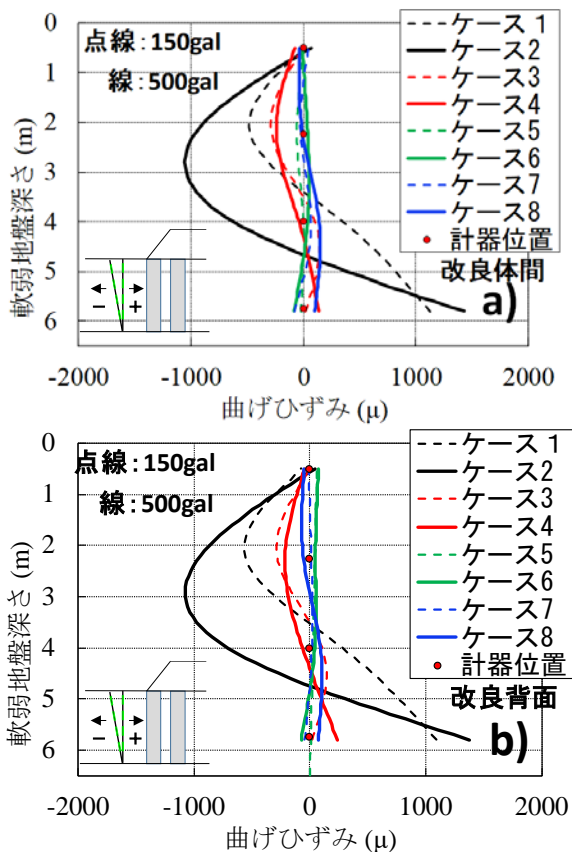 点線：150gal
線：500gal
ケース 1
ケース2
ケース3
ケース4
ケース5
ケース6
ケース7
ケース8
計器位置
改良体間
a)
0
1
2
3
4
5
6
軟弱地盤深さ (m)
− +
-2000 -1000 0 1000 2000
曲げひずみ (μ)
点線：150gal
線：500gal
ケース 1
ケース2
ケース3
ケース4
ケース5
ケース6
ケース7
ケース8
計器位置
改良背面
b)
0
1
2
3
4
5
6
軟弱地盤深さ (m)
− +
-2000 -1000 0 1000 2000
曲げひずみ (μ)